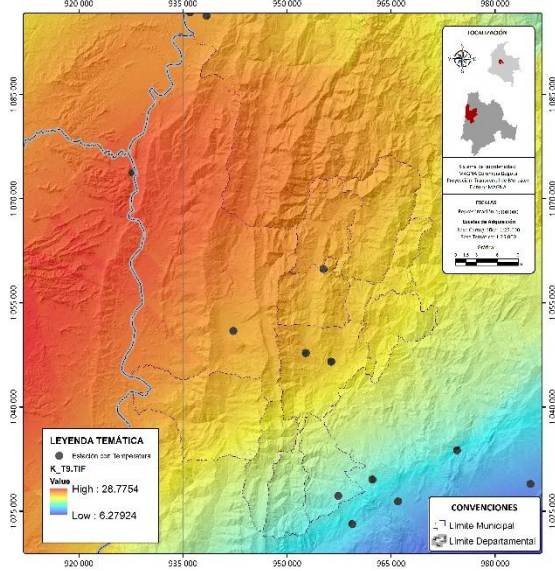 920 000 935 000 950 000 965 000 980 000
1.085 000
1.070 000
1.055 000
1.040 000
1.025 000
1.085 000
1.070 000
1.055 000
1.040 000
1.025 000
LOCALIZACIÓN
ESCALAS
Gráfica
LEYENDA TEMÁTICA
Estación con Temperatura
K_T9.TIF
Value
High : 28.7754
Low : 6.27924
CONVENCIONES
Límite Municipal
Límite Departamental
920 000 935 000 950 000 965 000 980 000